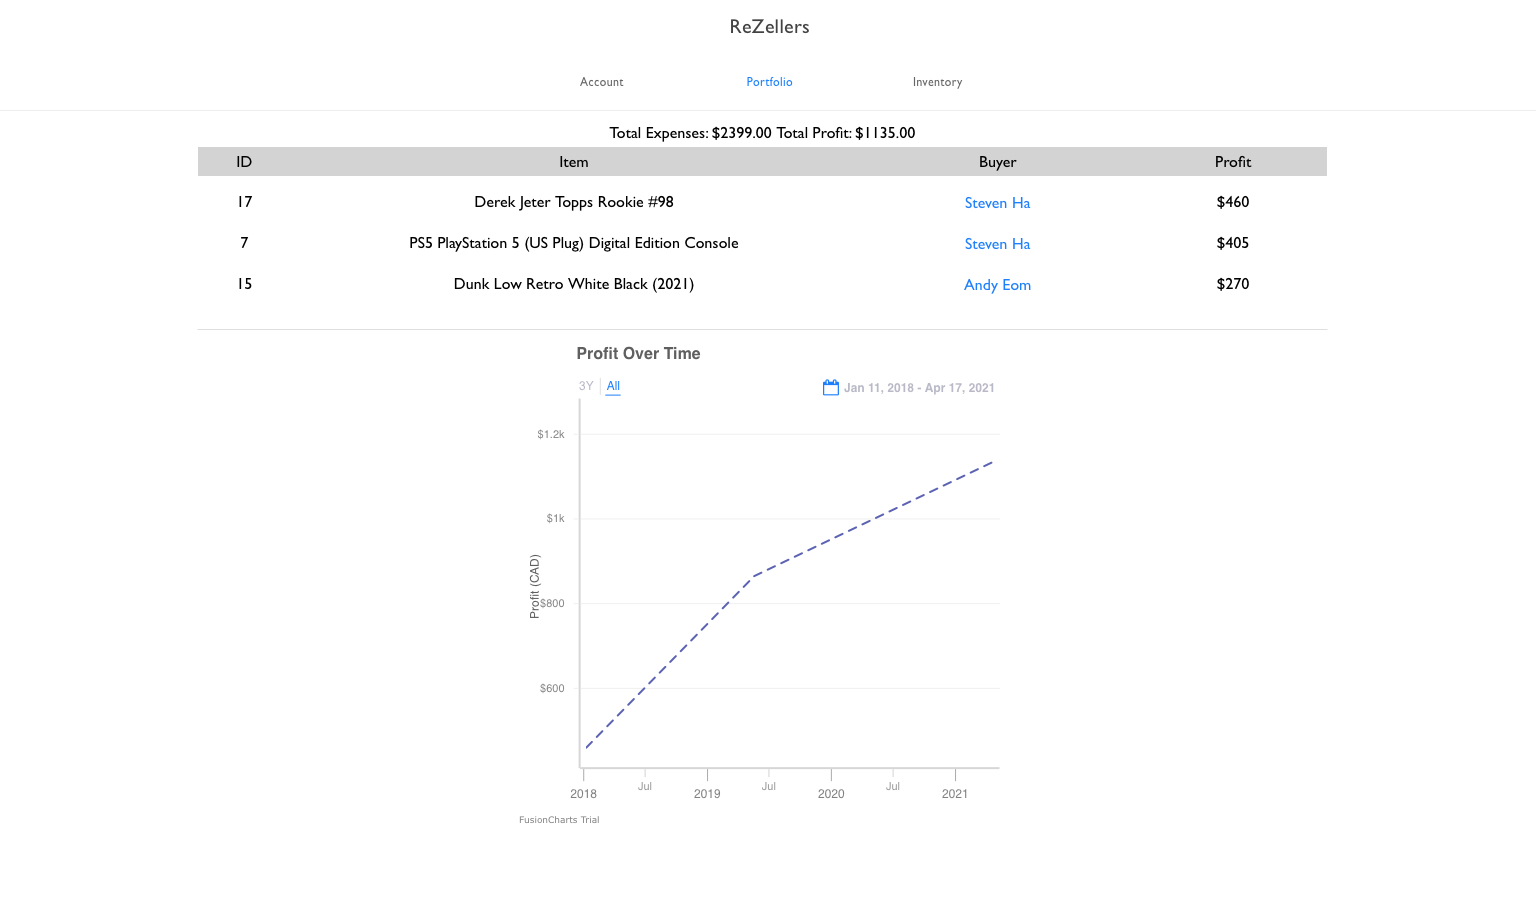 ReZellers
Account Portfolio Inventory
Total Expenses: $2399.00 Total Profit: $1135.00
ID Item Buyer Profit
17 Derek Jeter Topps Rookie #98 Steven Ha $460
7 PS5 PlayStation 5 (US Plug) Digital Edition Console Steven Ha $405
15 Dunk Low Retro White Black (2021) Andy Eom $270
Profit Over Time
3Y All Jan 11, 2018 - Apr 17, 2021
$1.2k
$1k
Profit (CAD)
$800
$600
Jul Jul Jul
2018 2019 2020 2021
FusionCharts Trial